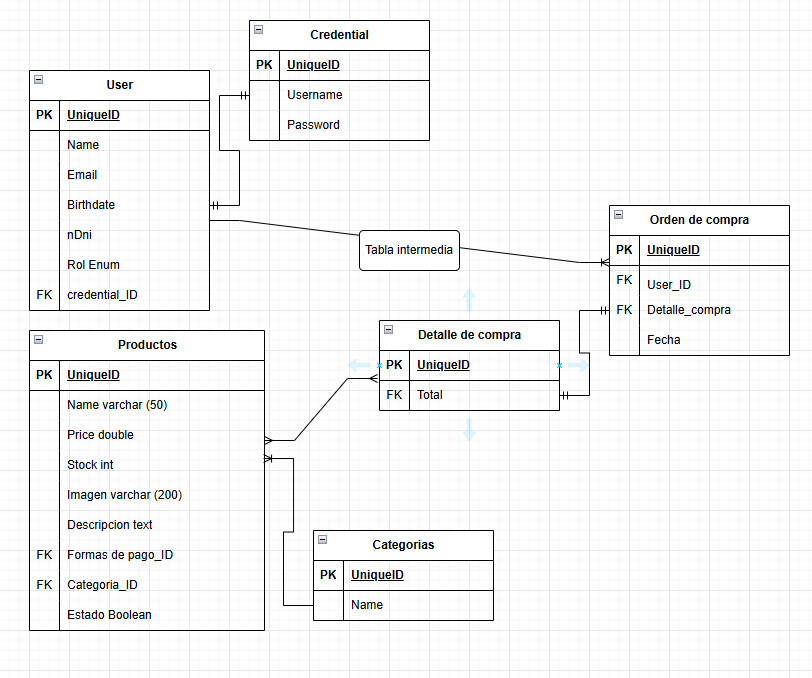 Credential
PK UniqueID
Username
Password
User
PK UniqueID
Name
Email
Birthdate
nDni
Rol Enum
FK credential_ID
Tabla intermedia
Orden de compra
PK UniqueID
FK User_ID
FK Detalle_compra
Fecha
Detalle de compra
PK UniqueID
FK Total
Productos
PK UniqueID
Name varchar (50)
Price double
Stock int
Imagen varchar (200)
Descripcion text
FK Formas de pago_ID
FK Categoria_ID
Estado Boolean
Categorias
PK UniqueID
Name